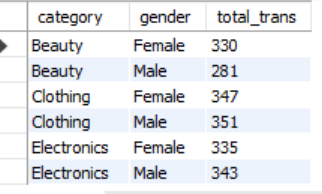 category gender total_trans
Beauty Female 330
Beauty Male 281
Clothing Female 347
Clothing Male 351
Electronics Female 335
Electronics Male 343